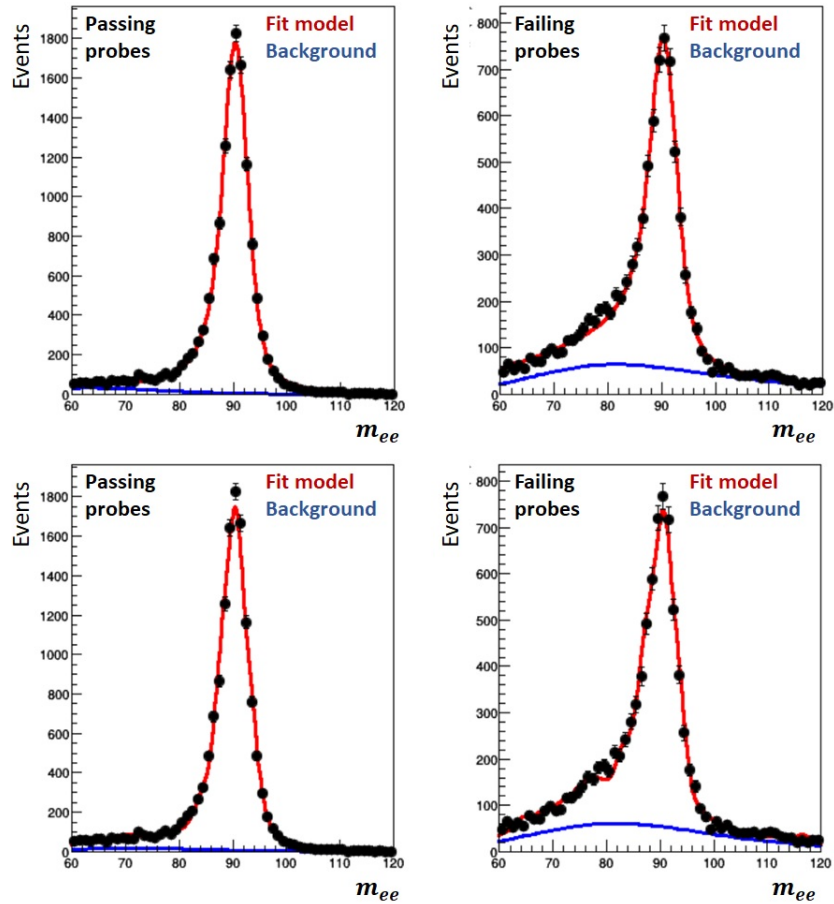 Passing probes
Fit model
Background
Events
1800
1600
1400
1200
1000
800
600
400
200
0
60 70 80 90 100 110 120
m_ee
Failing probes
Fit model
Background
Events
800
700
600
500
400
300
200
100
0
60 70 80 90 100 110 120
m_ee
Passing probes
Fit model
Background
Events
1800
1600
1400
1200
1000
800
600
400
200
0
60 70 80 90 100 110 120
m_ee
Failing probes
Fit model
Background
Events
800
700
600
500
400
300
200
100
0
60 70 80 90 100 110 120
m_ee